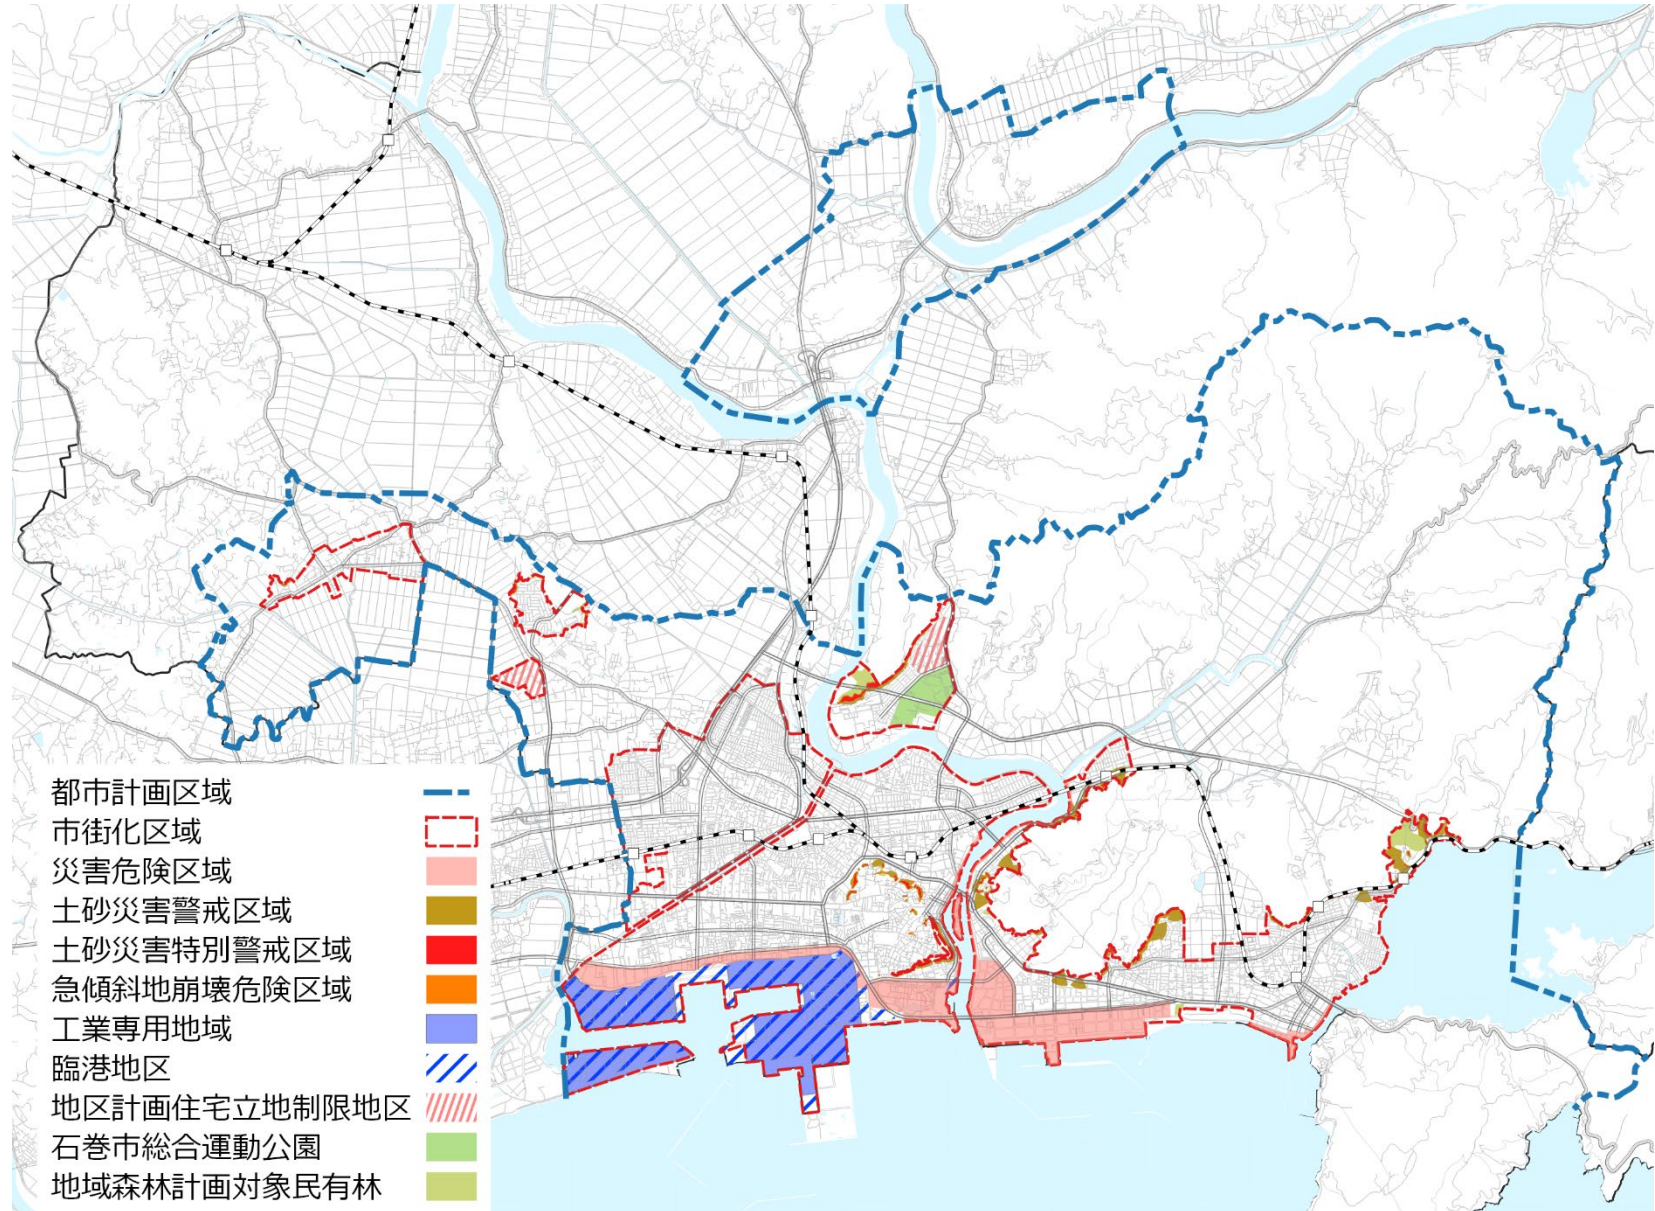 都市計画区域
市街化区域
災害危険区域
土砂災害警戒区域
土砂災害特別警戒区域
急傾斜地崩壊危険区域
工業専用地域
臨港地区
地区計画住宅立地制限地区
石巻市総合運動公園
地域森林計画対象民有林